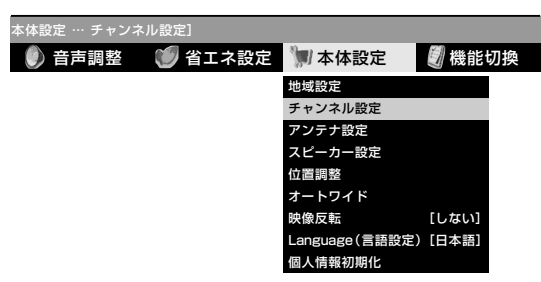 本体設定 … チャンネル設定]
音声調整 省エネ設定 本体設定 機能切換
地域設定
チャンネル設定
アンテナ設定
スピーカー設定
位置調整
オートワイド
映像反転 [しない]
Language(言語設定) [日本語]
個人情報初期化